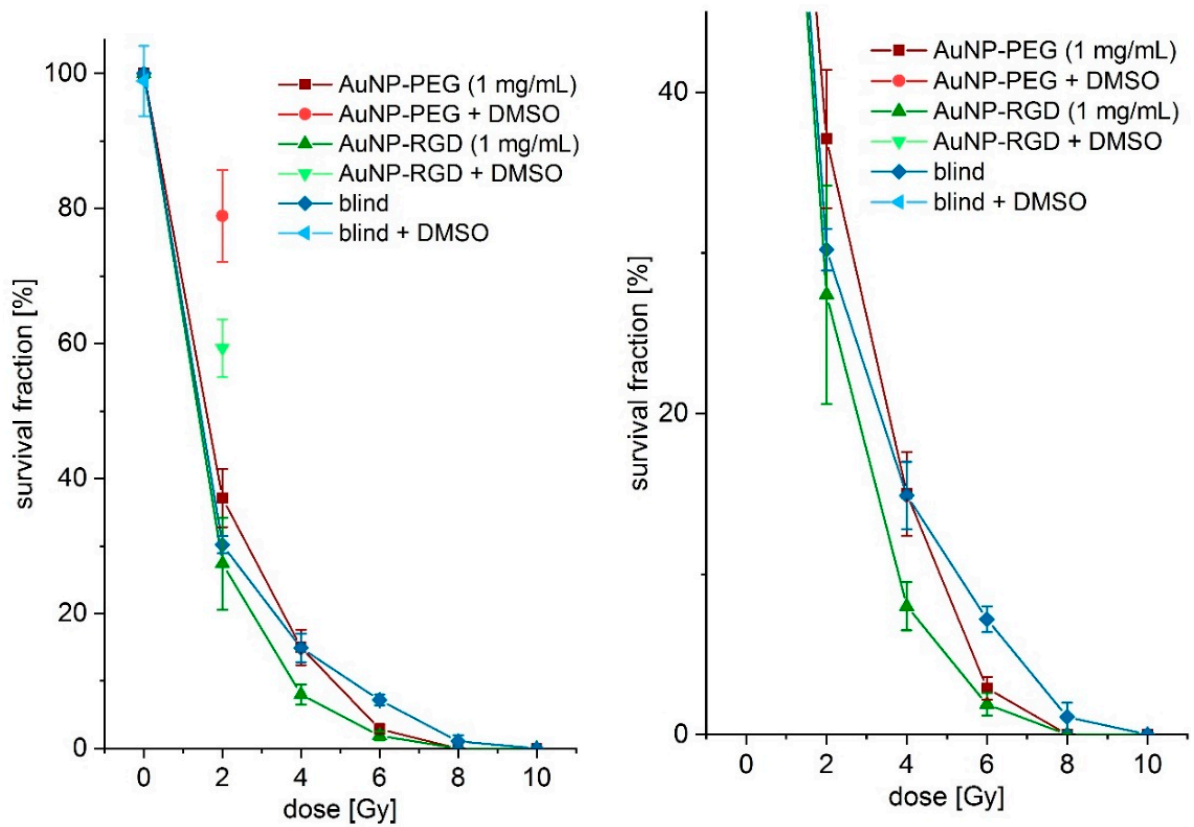 100
80
60
40
20
0
survival fraction [%]
AuNP-PEG (1 mg/mL)
AuNP-PEG + DMSO
AuNP-RGD (1 mg/mL)
AuNP-RGD + DMSO
blind
blind + DMSO
0 2 4 6 8 10
dose [Gy]
40
20
0
survival fraction [%]
AuNP-PEG (1 mg/mL)
AuNP-PEG + DMSO
AuNP-RGD (1 mg/mL)
AuNP-RGD + DMSO
blind
blind + DMSO
0 2 4 6 8 10
dose [Gy]